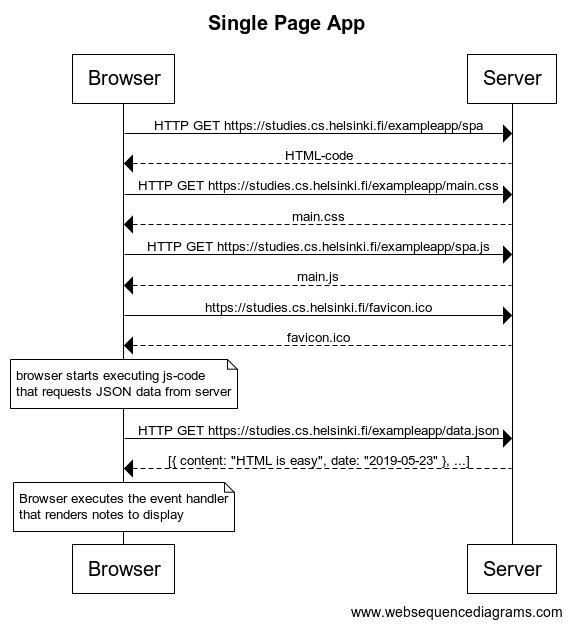 Single Page App
Browser
Server
HTTP GET https://studies.cs.helsinki.fi/exampleapp/spa
HTML-code
HTTP GET https://studies.cs.helsinki.fi/exampleapp/main.css
main.css
HTTP GET https://studies.cs.helsinki.fi/exampleapp/spa.js
main.js
https://studies.cs.helsinki.fi/favicon.ico
favicon.ico
browser starts executing js-code
that requests JSON data from server
HTTP GET https://studies.cs.helsinki.fi/exampleapp/data.json
[{ content: "HTML is easy", date: "2019-05-23" }, ...]
Browser executes the event handler
that renders notes to display
Browser
Server
www.websequencediagrams.com